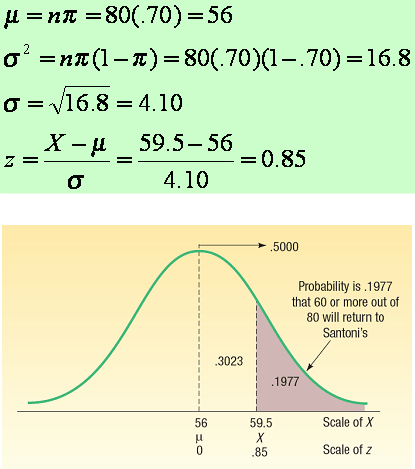 μ = nπ = 80(.70) = 56
σ² = nπ(1−π) = 80(.70)(1−.70) = 16.8
σ = √16.8 = 4.10
z = (X − μ)/σ = (59.5 − 56)/4.10 = 0.85
.5000
Probability is .1977
that 60 or more out of
80 will return to
Santoni's
.3023
.1977
56 59.5 Scale of X
μ X
0 .85 Scale of z